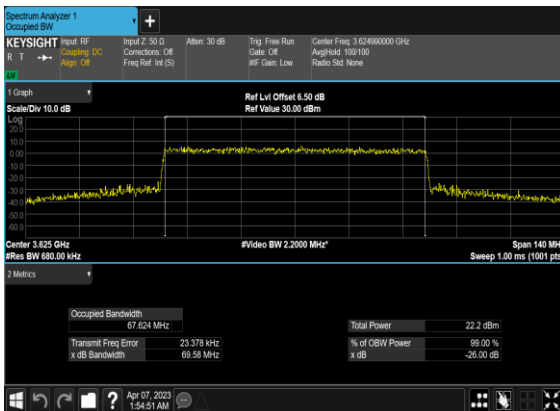 Spectrum Analyzer 1
Occupied BW
+
KEYSIGHT
R T
LV
Input: RF
Coupling: DC
Align: Off
Input Z: 50 Ω
Corrections: Off
Freq Ref: Int (S)
Atten: 30 dB
Trig: Free Run
Gate: Off
#IF Gain: Low
Center Freq: 3.624990000 GHz
Avg|Hold: 100/100
Radio Std: None
1 Graph
Scale/Div 10.0 dB
Ref Lvl Offset 6.50 dB
Ref Value 30.00 dBm
Log
20.0
10.0
0.00
-10.0
-20.0
-30.0
-40.0
-50.0
-60.0
Center 3.625 GHz
#Res BW 680.00 kHz
#Video BW 2.2000 MHz*
Span 140 MH
Sweep 1.00 ms (1001 pts
2 Metrics
Occupied Bandwidth
67.624 MHz
Transmit Freq Error 23.378 kHz
x dB Bandwidth 69.58 MHz
Total Power 22.2 dBm
% of OBW Power 99.00 %
x dB -26.00 dB
?
Apr 07, 2023
1:54:51 AM